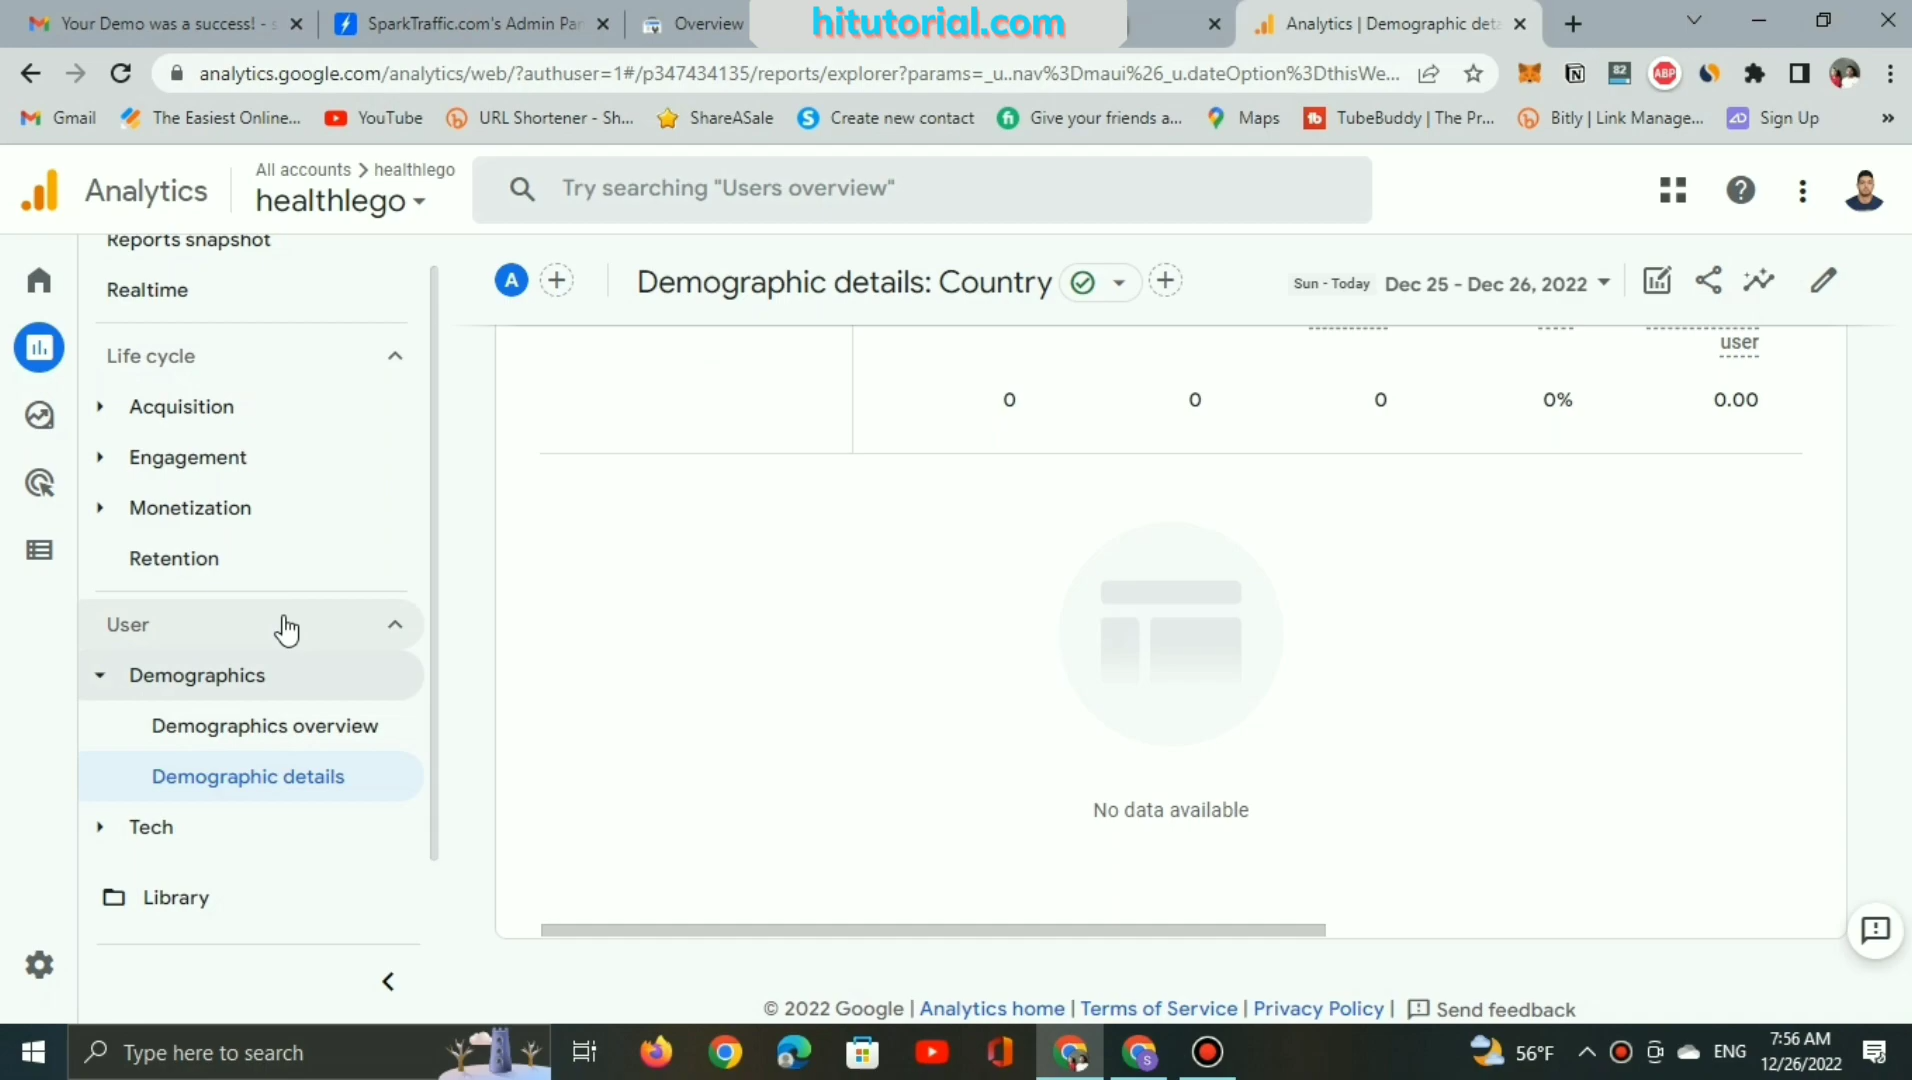 Your Demo was a success! - s
SparkTraffic.com's Admin Par
Overview
hitutorial.com
Analytics | Demographic deta
analytics.google.com/analytics/web/?authuser=1#/p347434135/reports/explorer?params=_u..nav%3Dmaui%26_u.dateOption%3DthisWe...
82
ABP
Gmail
The Easiest Online...
YouTube
URL Shortener - Sh...
ShareASale
Create new contact
Give your friends a...
Maps
TubeBuddy | The Pr...
Bitly | Link Manage...
Sign Up
»
Analytics
All accounts > healthlego
healthlego
Try searching "Users overview"
Reports snapshot
Realtime
Life cycle
Acquisition
Engagement
Monetization
Retention
User
Demographics
Demographics overview
Demographic details
Tech
Library
A
Demographic details: Country
Sun - Today
Dec 25 - Dec 26, 2022
user
0 0 0 0% 0.00
No data available
© 2022 Google | Analytics home | Terms of Service | Privacy Policy | Send feedback
Type here to search
S
56°F
ENG
7:56 AM
12/26/2022